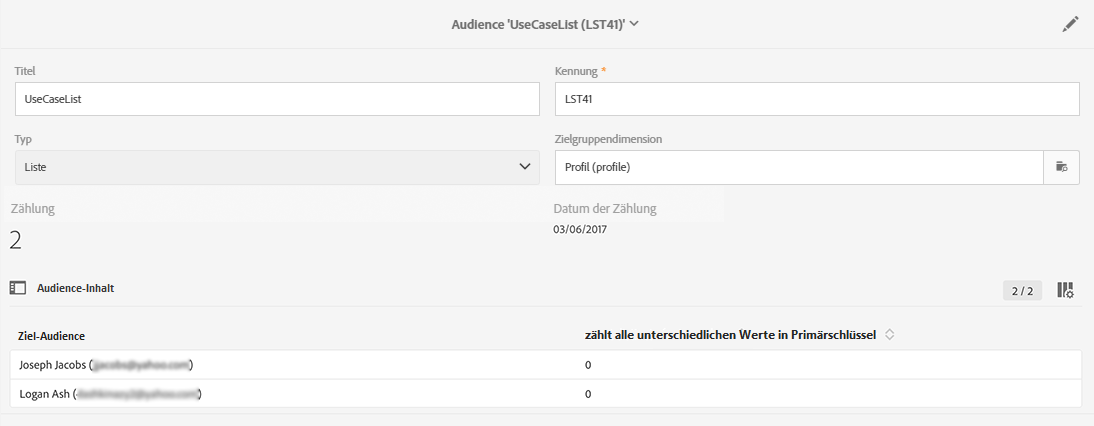 Audience 'UseCaseList (LST41)'
Titel
Kennung *
UseCaseList
LST41
Typ
Zielgruppendimension
Liste
Profil (profile)
Zählung
Datum der Zählung
2
03/06/2017
Audience-Inhalt
2 / 2
Ziel-Audience
zählt alle unterschiedlichen Werte in Primärschlüssel
Joseph Jacobs (
0
Logan Ash (
0